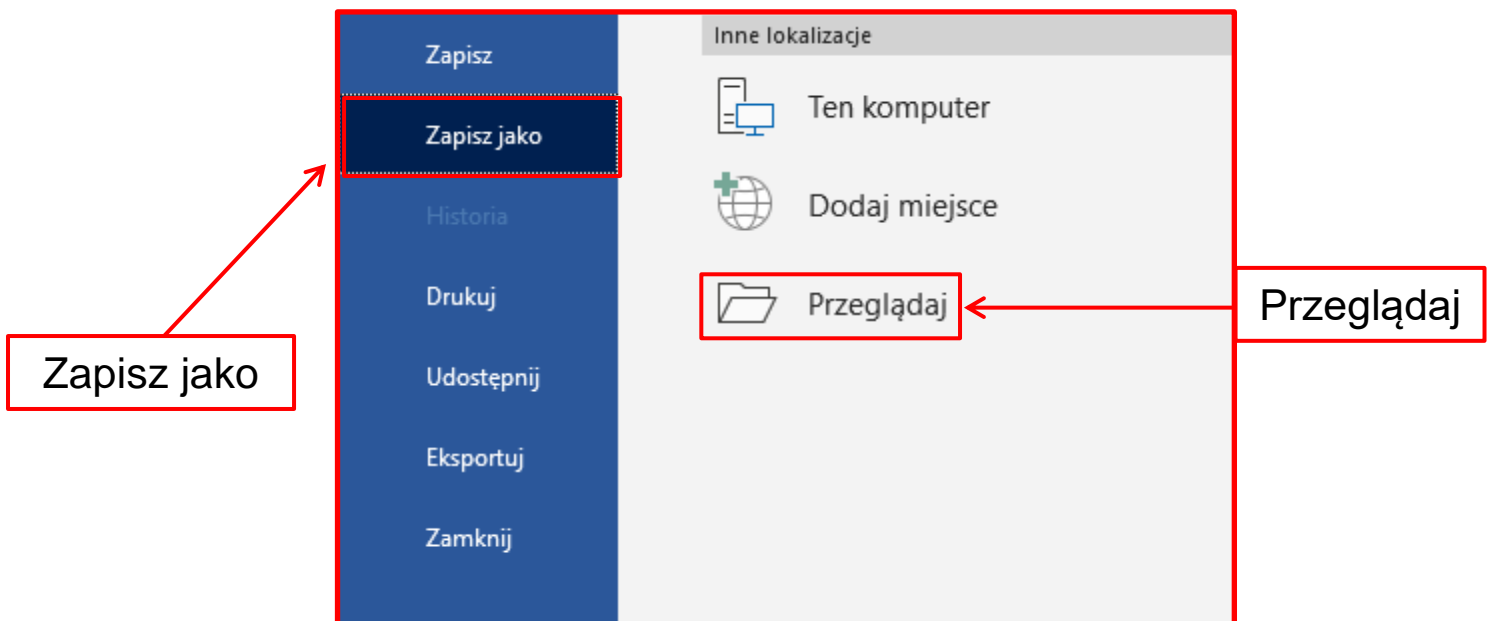 Zapisz
Zapisz jako
Historia
Drukuj
Udostępnij
Eksportuj
Zamknij
Inne lokalizacje
Ten komputer
Dodaj miejsce
Przeglądaj
Zapisz jako
Przeglądaj